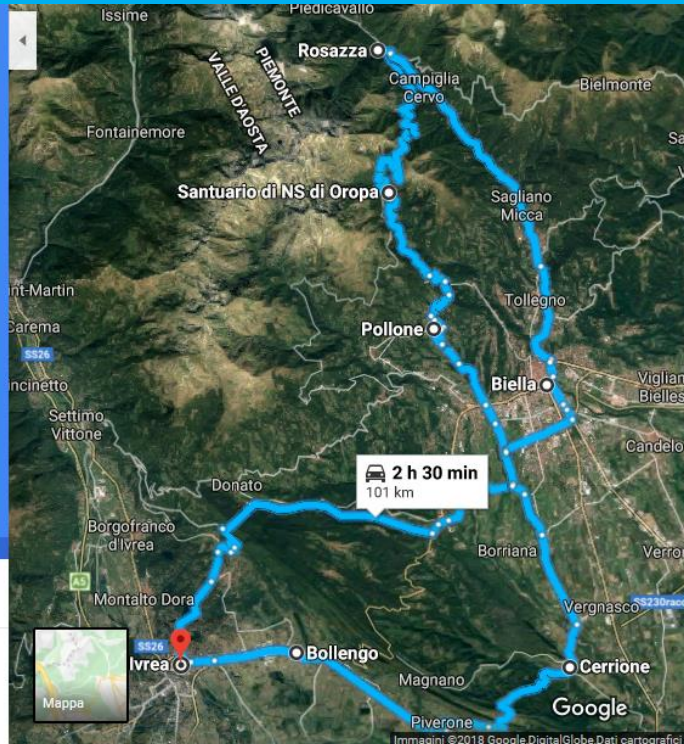 Issime
Piedicavallo
Rosazza
PIEMONTE
VALLE D'AOSTA
Campiglia
Cervo
Bielmonte
Fontainemore
Santuario di NS di Oropa
Sagliano
Micca
Tollegno
Carema
SS26
Pollone
Biella
Settimo
Vittone
Candelo
2 h 30 min
101 km
Donato
Borgofranco
d'Ivrea
Borriana
A5
Montalto Dora
Vergnasco
SS26
Ivrea
Bollengo
Cerrione
Magnano
Mappa
Google
Piverone
Immagini ©2018 Google,DigitalGlobe,Dati cartografici